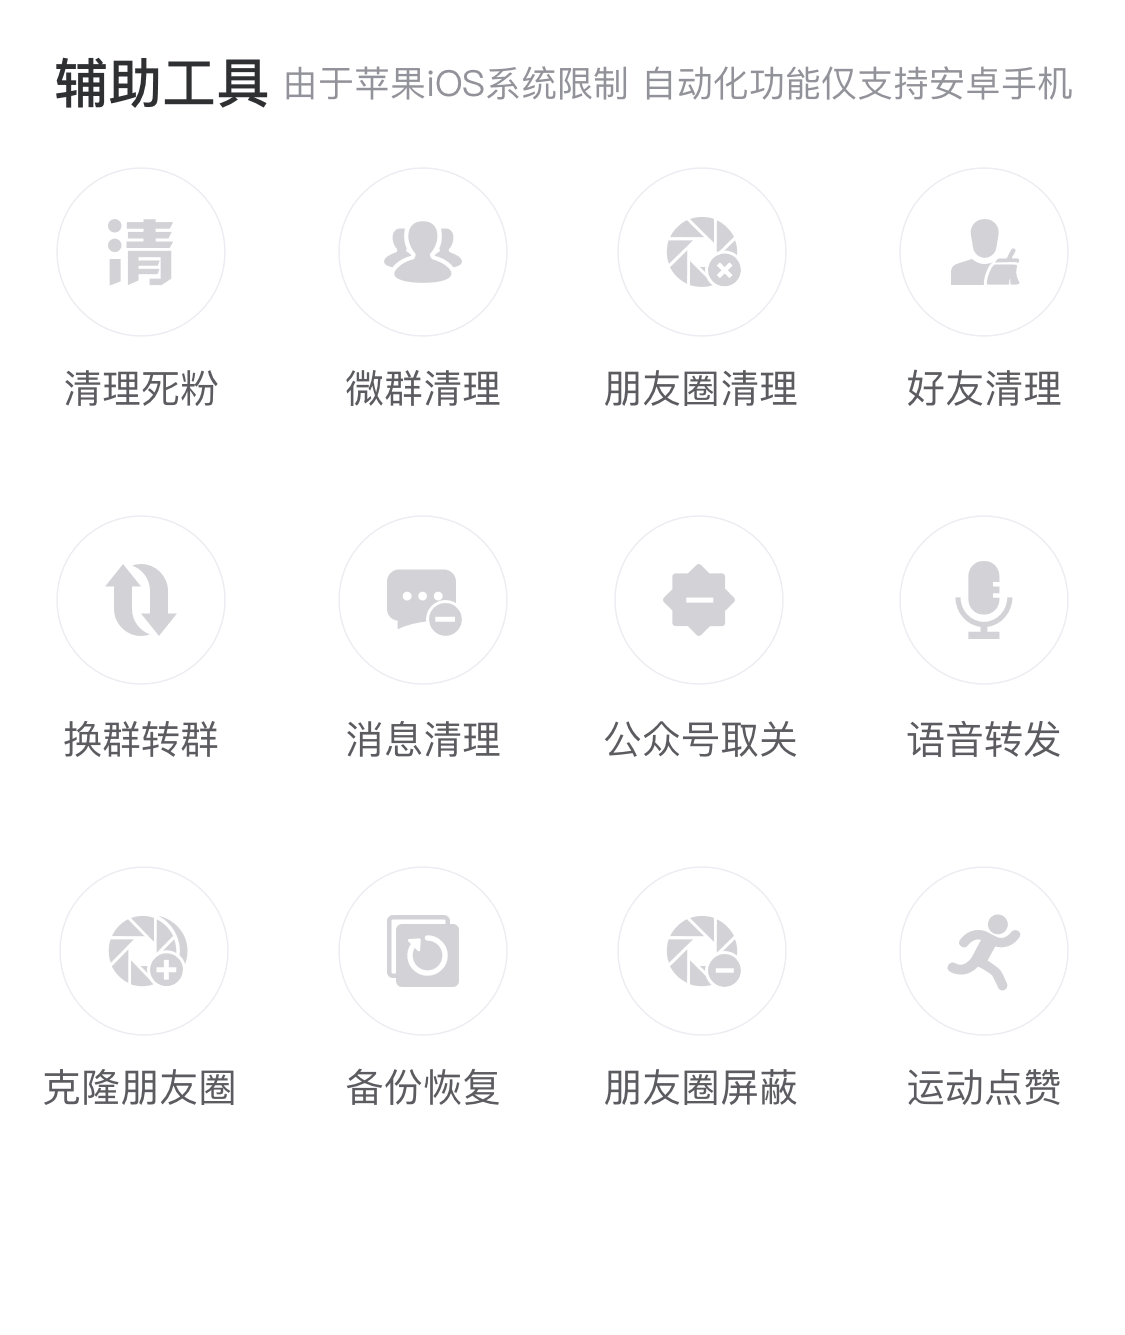 辅助工具 由于苹果iOS系统限制 自动化功能仅支持安卓手机
清
清理死粉 微群清理 朋友圈清理 好友清理
换群转群 消息清理 公众号取关 语音转发
克隆朋友圈 备份恢复 朋友圈屏蔽 运动点赞